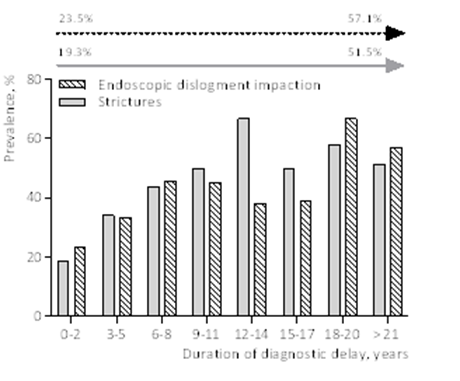 23.5% 57.1%
19.3% 51.5%
Endoscopic dislogment impaction
Strictures
Prevalence, %
80
60
40
20
0
0-2 3-5 6-8 9-11 12-14 15-17 18-20 >21
Duration of diagnostic delay, years